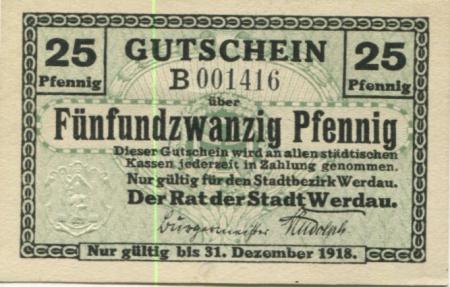 25 Pfennig
GUTSCHEIN
25 Pfennig
B 001416
über
Fünfundzwanzig Pfennig
Dieser Gutschein wird an allen städtischen
Kassen jederzeit in Zahlung genommen.
Nur gültig für den Stadtbezirk Werdau.
Der Rat der Stadt Werdau.
Bürgermeister Rudolph
Nur gültig bis 31. Dezember 1918.